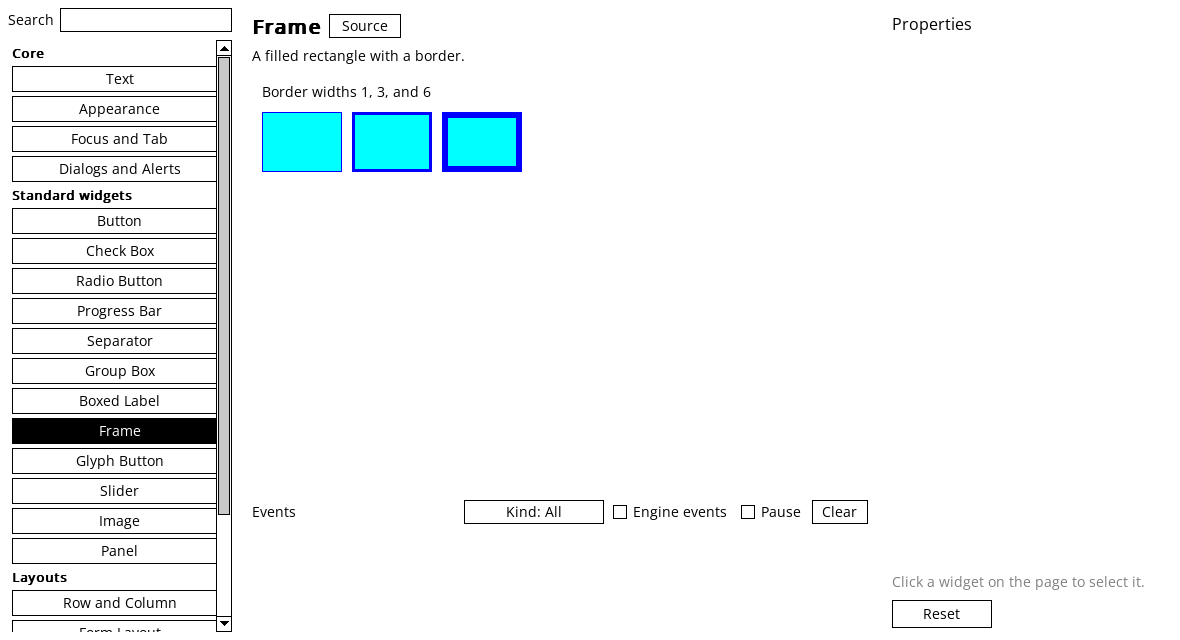 Search
Core
Text
Appearance
Focus and Tab
Dialogs and Alerts
Standard widgets
Button
Check Box
Radio Button
Progress Bar
Separator
Group Box
Boxed Label
Frame
Glyph Button
Slider
Image
Panel
Layouts
Row and Column
Form Layout
Frame Source
A filled rectangle with a border.
Border widths 1, 3, and 6
Events Kind: All Engine events Pause Clear
Properties
Click a widget on the page to select it.
Reset